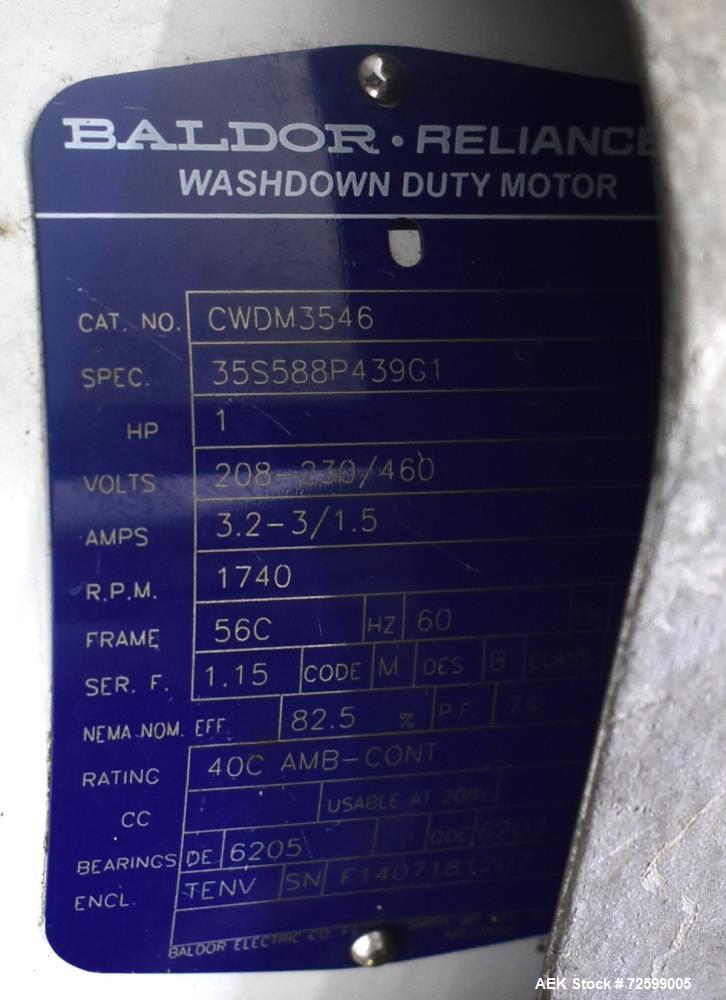 BALDOR • RELIANCE
WASHDOWN DUTY MOTOR
CAT. NO. CWDM3546
SPEC. 35S588P439G1
HP 1
VOLTS 208-230/460
AMPS 3.2-3/1.5
R.P.M. 1740
FRAME 56C HZ 60 PH
SER. F. 1.15 CODE M DES B CLASS
NEMA NOM. EFF. 82.5 % P.F. 74
RATING 40C AMB-CONT
CC USABLE AT 208V
BEARINGS DE 6205 ODE
ENCL. TENV SN
BALDOR ELECTRIC CO.
AEK Stock #72599005